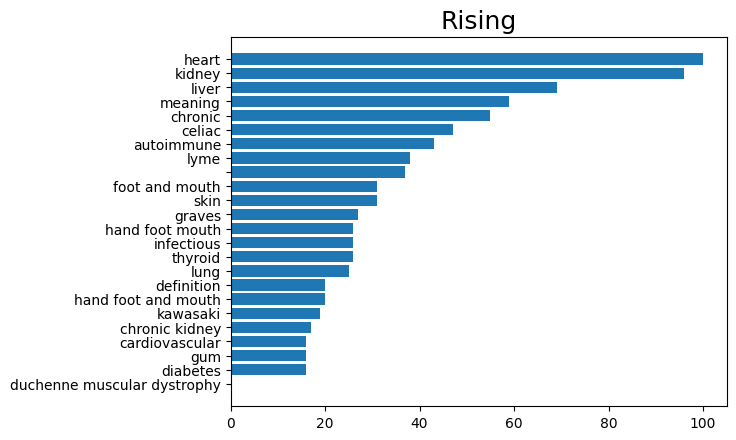 Rising
heart
kidney
liver
meaning
chronic
celiac
autoimmune
lyme
foot and mouth
skin
graves
hand foot mouth
infectious
thyroid
lung
definition
hand foot and mouth
kawasaki
chronic kidney
cardiovascular
gum
diabetes
duchenne muscular dystrophy
0 20 40 60 80 100